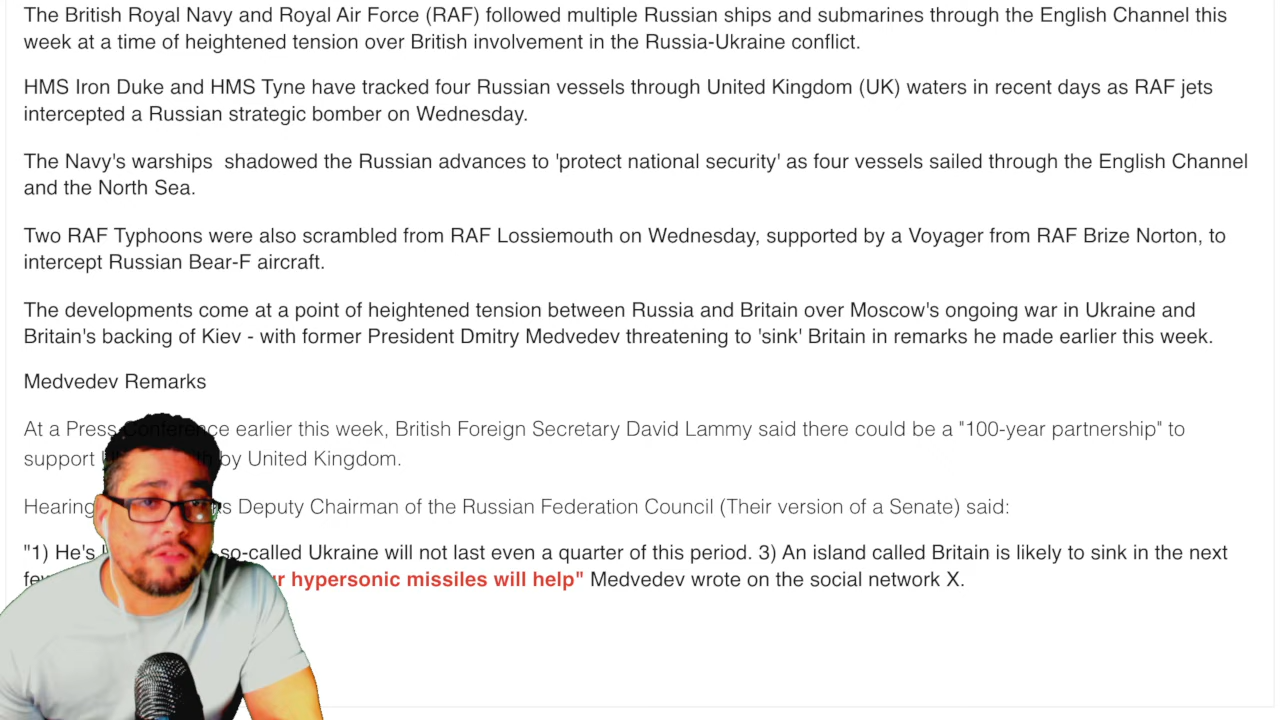 The British Royal Navy and Royal Air Force (RAF) followed multiple Russian ships and submarines through the English Channel this
week at a time of heightened tension over British involvement in the Russia-Ukraine conflict.
HMS Iron Duke and HMS Tyne have tracked four Russian vessels through United Kingdom (UK) waters in recent days as RAF jets
intercepted a Russian strategic bomber on Wednesday.
The Navy's warships shadowed the Russian advances to 'protect national security' as four vessels sailed through the English Channel
and the North Sea.
Two RAF Typhoons were also scrambled from RAF Lossiemouth on Wednesday, supported by a Voyager from RAF Brize Norton, to
intercept Russian Bear-F aircraft.
The developments come at a point of heightened tension between Russia and Britain over Moscow's ongoing war in Ukraine and
Britain's backing of Kiev - with former President Dmitry Medvedev threatening to 'sink' Britain in remarks he made earlier this week.
Medvedev Remarks
At a Press Conference earlier this week, British Foreign Secretary David Lammy said there could be a "100-year partnership" to
support by United Kingdom.
Hearing Deputy Chairman of the Russian Federation Council (Their version of a Senate) said:
"1) He's so-called Ukraine will not last even a quarter of this period. 3) An island called Britain is likely to sink in the next
hypersonic missiles will help" Medvedev wrote on the social network X.